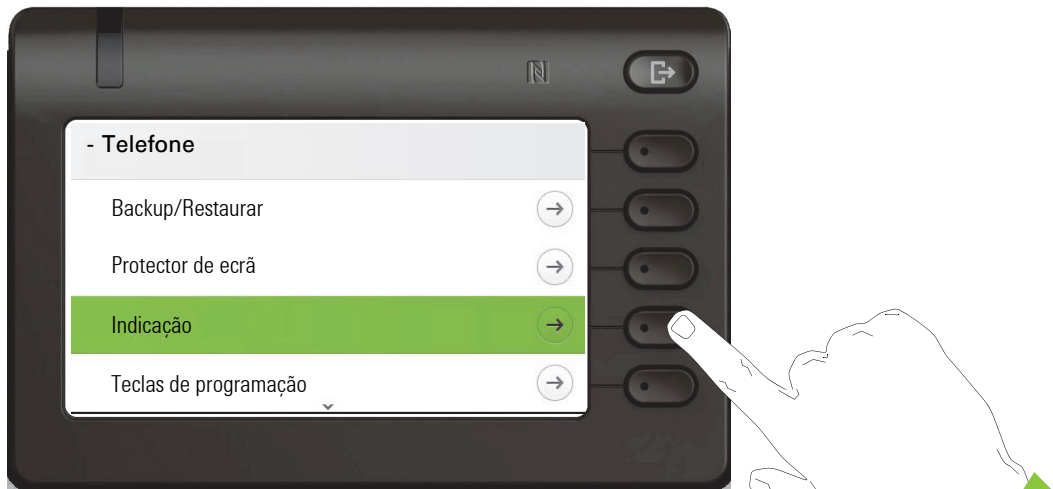 - Telefone
Backup/Restaurar
Protector de ecrã
Indicação
Teclas de programação